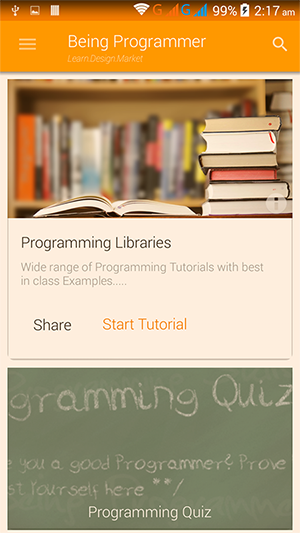 99% 2:17 am
Being Programmer
Learn.Design.Market
Programming Libraries
Wide range of Programming Tutorials with best
in class Examples.....
Share Start Tutorial
gramming Quiz
you a good Programmer? Prove
st Yourself here **/
Programming Quiz